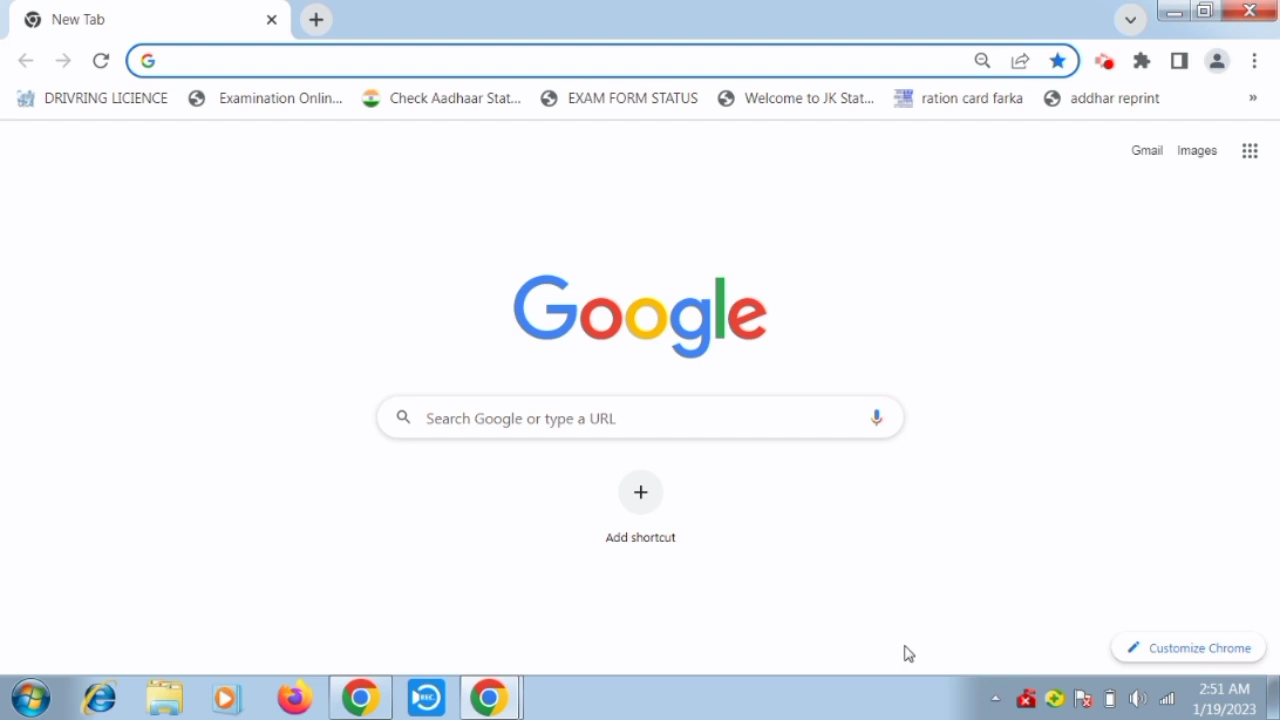 New Tab
DRIVRING LICIENCE
Examination Onlin...
Check Aadhaar Stat...
EXAM FORM STATUS
Welcome to JK Stat...
ration card farka
addhar reprint
»
Gmail
Images
Google
Search Google or type a URL
Add shortcut
Customize Chrome
2:51 AM
1/19/2023